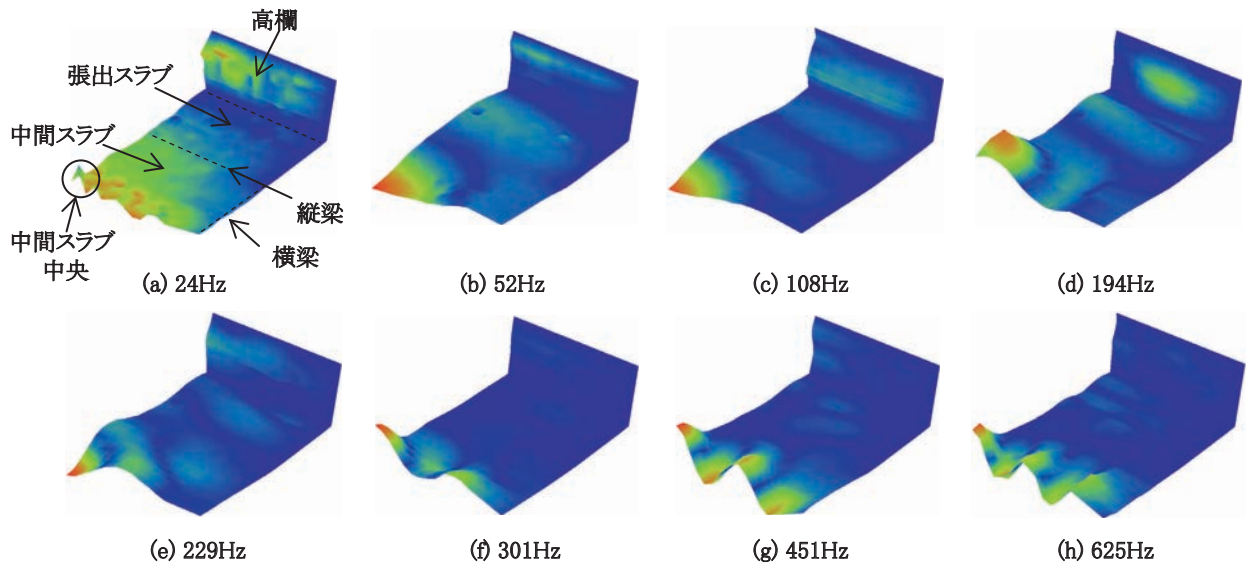 高欄
張出スラブ
中間スラブ
縦梁
横梁
中間スラブ
中央
(a) 24Hz
(b) 52Hz
(c) 108Hz
(d) 194Hz
(e) 229Hz
(f) 301Hz
(g) 451Hz
(h) 625Hz